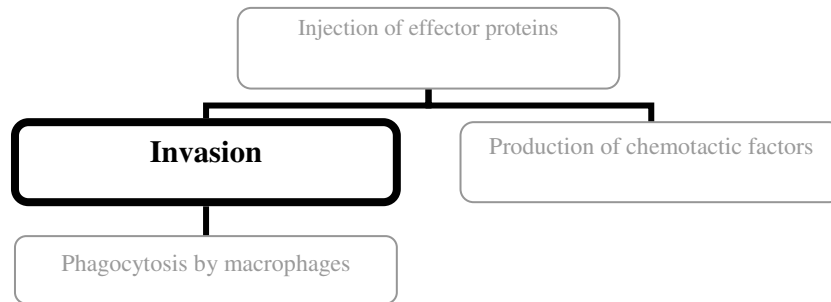 Injection of effector proteins
Invasion
Production of chemotactic factors
Phagocytosis by macrophages